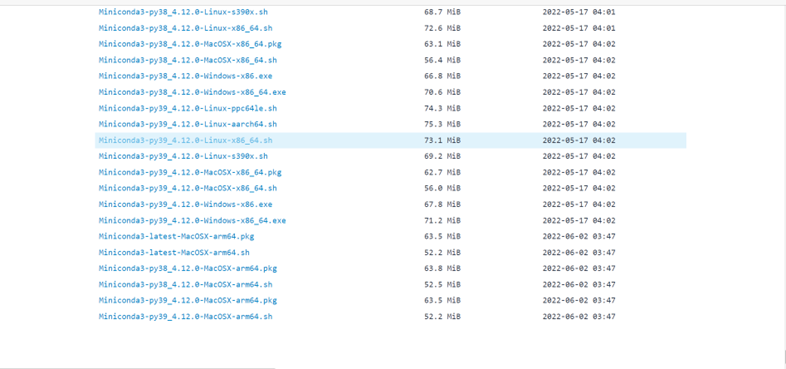 Miniconda3-py38_4.12.0-Linux-s390x.sh 68.7 MiB 2022-05-17 04:01
Miniconda3-py38_4.12.0-Linux-x86_64.sh 72.6 MiB 2022-05-17 04:01
Miniconda3-py38_4.12.0-MacOSX-x86_64.pkg 63.1 MiB 2022-05-17 04:02
Miniconda3-py38_4.12.0-MacOSX-x86_64.sh 56.4 MiB 2022-05-17 04:02
Miniconda3-py38_4.12.0-Windows-x86.exe 66.8 MiB 2022-05-17 04:02
Miniconda3-py38_4.12.0-Windows-x86_64.exe 70.6 MiB 2022-05-17 04:02
Miniconda3-py39_4.12.0-Linux-ppc64le.sh 74.3 MiB 2022-05-17 04:02
Miniconda3-py39_4.12.0-Linux-aarch64.sh 75.3 MiB 2022-05-17 04:02
Miniconda3-py39_4.12.0-Linux-x86_64.sh 73.1 MiB 2022-05-17 04:02
Miniconda3-py39_4.12.0-Linux-s390x.sh 69.2 MiB 2022-05-17 04:02
Miniconda3-py39_4.12.0-MacOSX-x86_64.pkg 62.7 MiB 2022-05-17 04:02
Miniconda3-py39_4.12.0-MacOSX-x86_64.sh 56.0 MiB 2022-05-17 04:02
Miniconda3-py39_4.12.0-Windows-x86.exe 67.8 MiB 2022-05-17 04:02
Miniconda3-py39_4.12.0-Windows-x86_64.exe 71.2 MiB 2022-05-17 04:02
Miniconda3-latest-MacOSX-arm64.pkg 63.5 MiB 2022-06-02 03:47
Miniconda3-latest-MacOSX-arm64.sh 52.2 MiB 2022-06-02 03:47
Miniconda3-py38_4.12.0-MacOSX-arm64.pkg 63.8 MiB 2022-06-02 03:47
Miniconda3-py38_4.12.0-MacOSX-arm64.sh 52.5 MiB 2022-06-02 03:47
Miniconda3-py39_4.12.0-MacOSX-arm64.pkg 63.5 MiB 2022-06-02 03:47
Miniconda3-py39_4.12.0-MacOSX-arm64.sh 52.2 MiB 2022-06-02 03:47